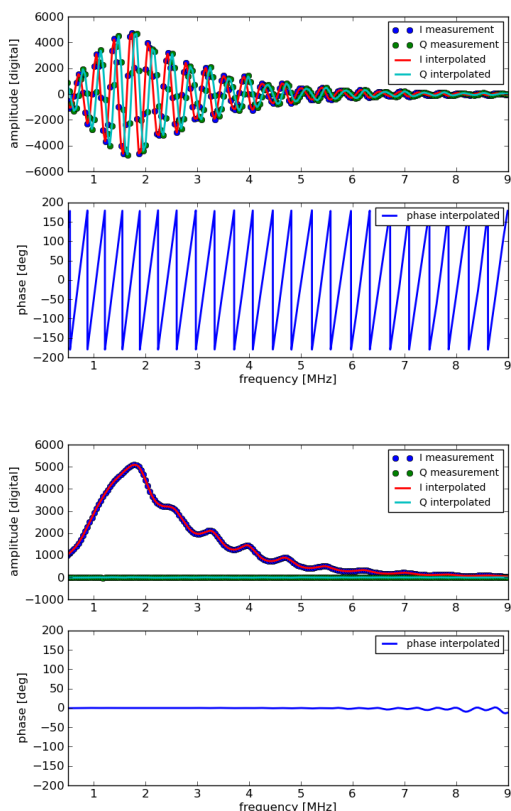 6000
4000
2000
0
−2000
−4000
−6000
amplitude [digital]
I measurement
Q measurement
I interpolated
Q interpolated
1 2 3 4 5 6 7 8 9
200
150
100
50
0
−50
−100
−150
−200
phase [deg]
phase interpolated
1 2 3 4 5 6 7 8 9
frequency [MHz]
6000
5000
4000
3000
2000
1000
0
−1000
amplitude [digital]
I measurement
Q measurement
I interpolated
Q interpolated
1 2 3 4 5 6 7 8 9
200
150
100
50
0
−50
−100
−150
−200
phase [deg]
phase interpolated
1 2 3 4 5 6 7 8 9
frequency [MHz]